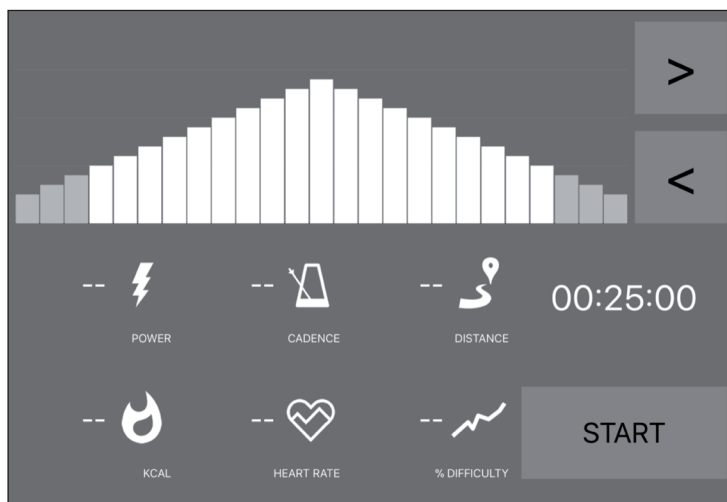 >
<
-- -- -- 00:25:00
POWER CADENCE DISTANCE
-- -- -- START
KCAL HEART RATE % DIFFICULTY